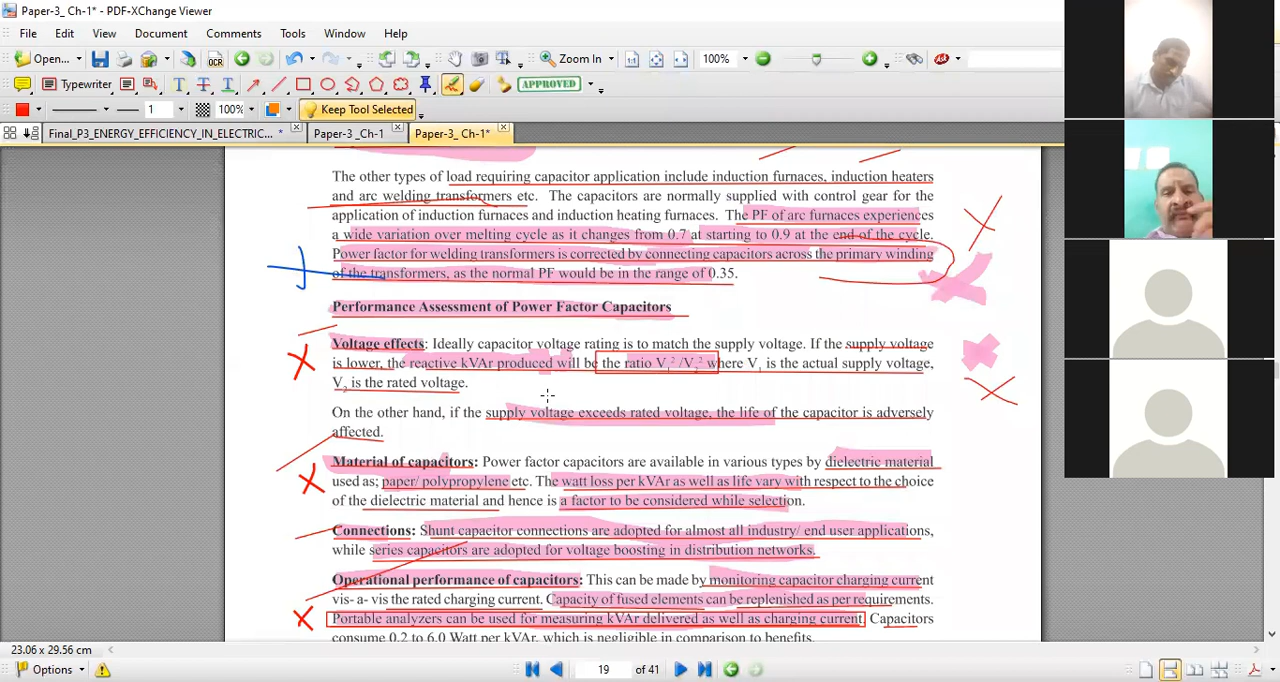 Paper-3_Ch-1* - PDF-XChange Viewer
File Edit View Document Comments Tools Window Help
Open... OCR Zoom In 100%
Typewriter APPROVED
1 100% Keep Tool Selected
Final_P3_ENERGY_EFFICIENCY_IN_ELECTRIC... * Paper-3 _Ch-1 Paper-3_ Ch-1*
The other types of load requiring capacitor application include induction furnaces, induction heaters
and arc welding transformers etc. The capacitors are normally supplied with control gear for the
application of induction furnaces and induction heating furnaces. The PF of arc furnaces experiences
a wide variation over melting cycle as it changes from 0.7 at starting to 0.9 at the end of the cycle.
Power factor for welding transformers is corrected by connecting capacitors across the primary winding
of the transformers, as the normal PF would be in the range of 0.35.
Performance Assessment of Power Factor Capacitors
Voltage effects: Ideally capacitor voltage rating is to match the supply voltage. If the supply voltage
is lower, the reactive kVAr produced will be the ratio V₁² /V₂² where V₁ is the actual supply voltage,
V₂ is the rated voltage.
On the other hand, if the supply voltage exceeds rated voltage, the life of the capacitor is adversely
affected.
Material of capacitors: Power factor capacitors are available in various types by dielectric material
used as; paper/ polypropylene etc. The watt loss per kVAr as well as life vary with respect to the choice
of the dielectric material and hence is a factor to be considered while selection.
Connections: Shunt capacitor connections are adopted for almost all industry/ end user applications,
while series capacitors are adopted for voltage boosting in distribution networks.
Operational performance of capacitors: This can be made by monitoring capacitor charging current
vis- a- vis the rated charging current. Capacity of fused elements can be replenished as per requirements.
Portable analyzers can be used for measuring kVAr delivered as well as charging current. Capacitors
consume 0.2 to 6.0 Watt per kVAr, which is negligible in comparison to benefits.
23.06 x 29.56 cm
Options 19 of 41